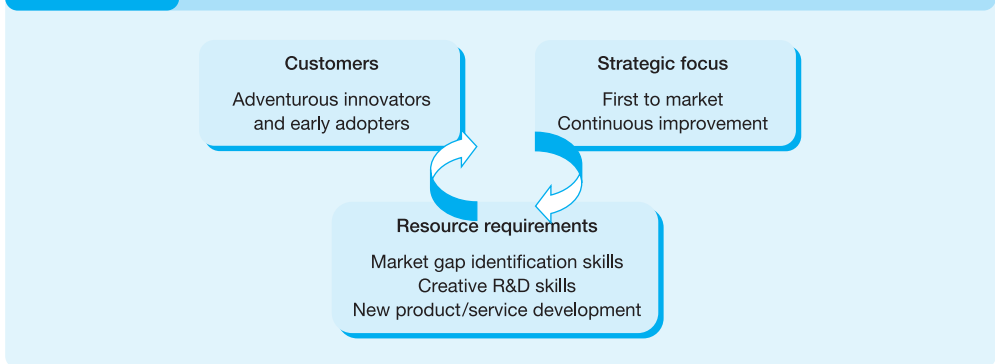 Customers
Adventurous innovators
and early adopters
Strategic focus
First to market
Continuous improvement
Resource requirements
Market gap identification skills
Creative R&D skills
New product/service development